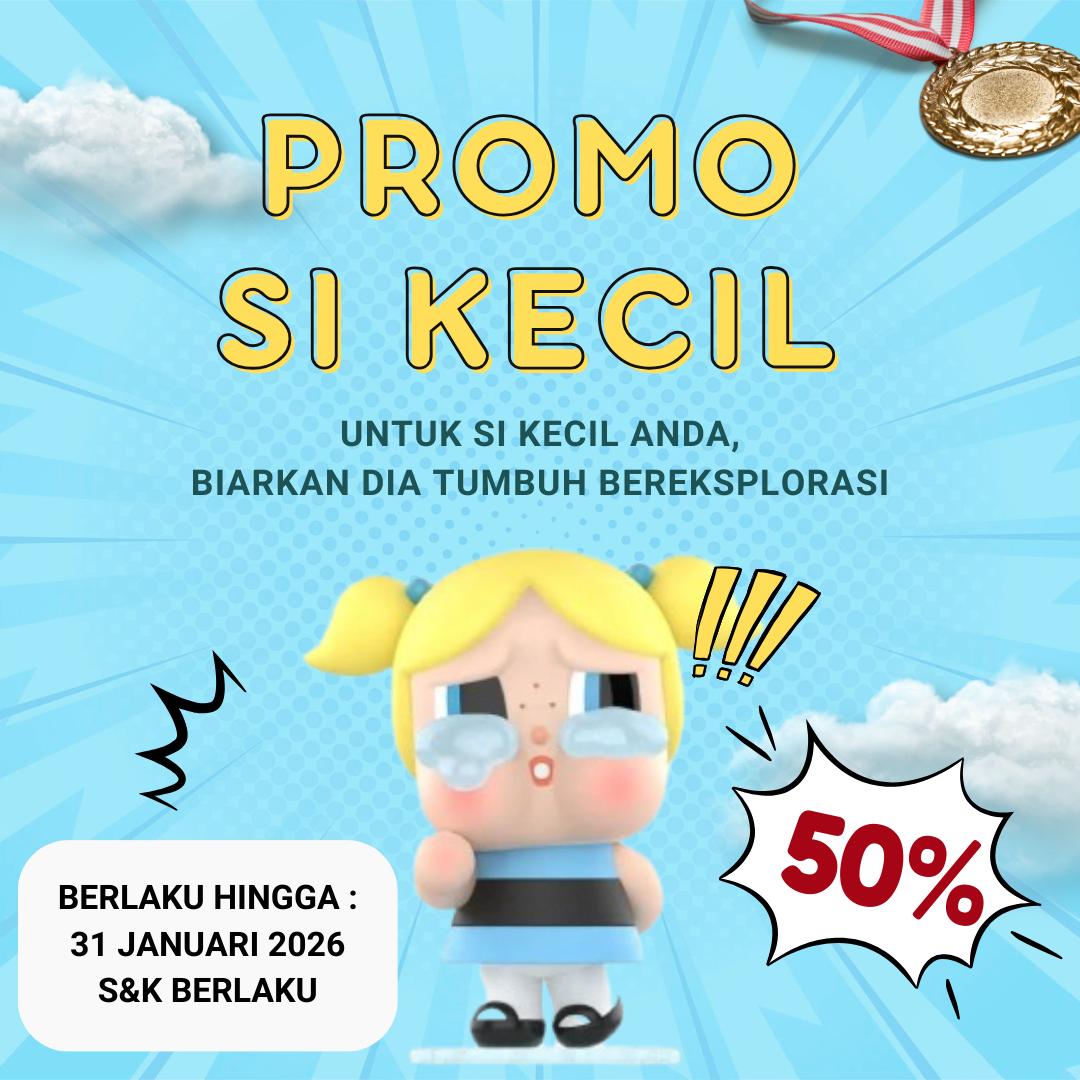 PROMO
SI KECIL
UNTUK SI KECIL ANDA,
BIARKAN DIA TUMBUH BEREKSPLORASI
!!!
50%
BERLAKU HINGGA :
31 JANUARI 2026
S&K BERLAKU